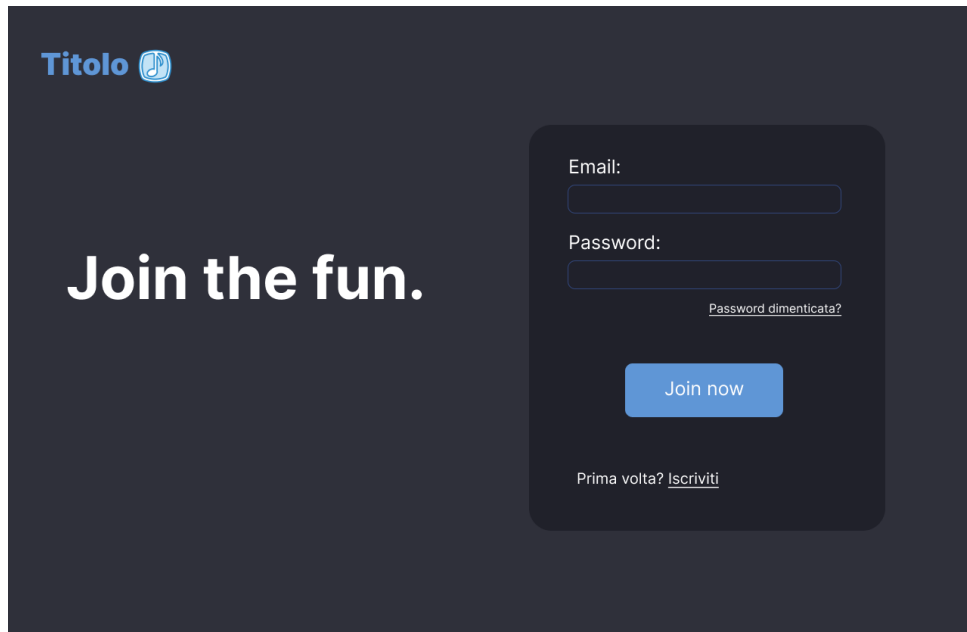 Titolo
Join the fun.
Email:
Password:
Password dimenticata?
Join now
Prima volta? Iscriviti